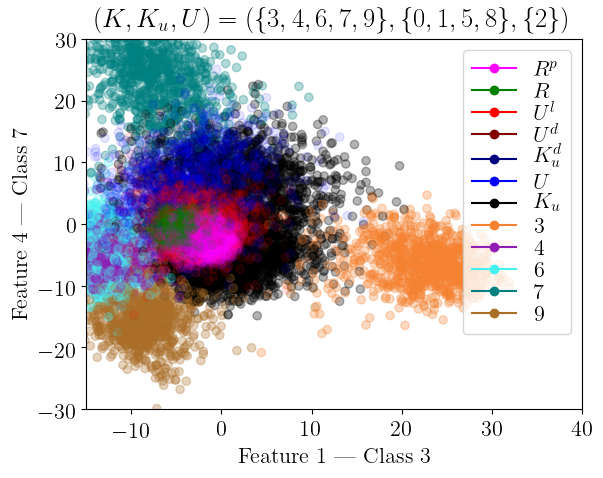 (K, K_u, U) = ({3, 4, 6, 7, 9}, {0, 1, 5, 8}, {2})
30
20
10
0
−10
−20
−30
Feature 4 — Class 7
R^p
R
U^l
U^d
K_u^d
U
K_u
3
4
6
7
9
−10
0
10
20
30
40
Feature 1 — Class 3